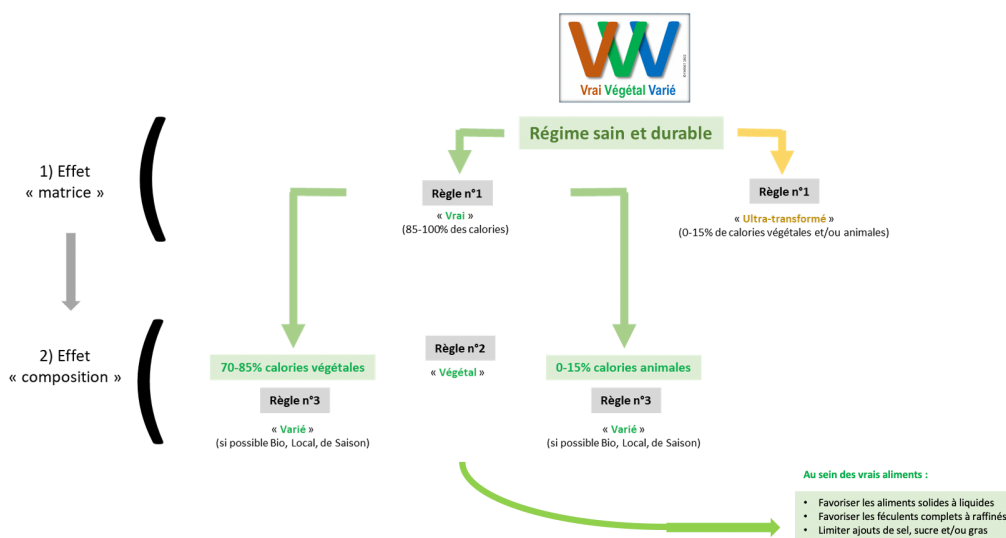 VVV
Vrai Végétal Varié
Régime sain et durable
1) Effet
« matrice »
Règle n°1
« Vrai »
(85-100% des calories)
Règle n°1
« Ultra-transformé »
(0-15% de calories végétales et/ou animales)
2) Effet
« composition »
70-85% calories végétales
Règle n°2
« Végétal »
0-15% calories animales
Règle n°3
« Varié »
(si possible Bio, Local, de Saison)
Règle n°3
« Varié »
(si possible Bio, Local, de Saison)
Au sein des vrais aliments :
• Favoriser les aliments solides à liquides
• Favoriser les féculents complets à raffinés
• Limiter ajouts de sel, sucre et/ou gras